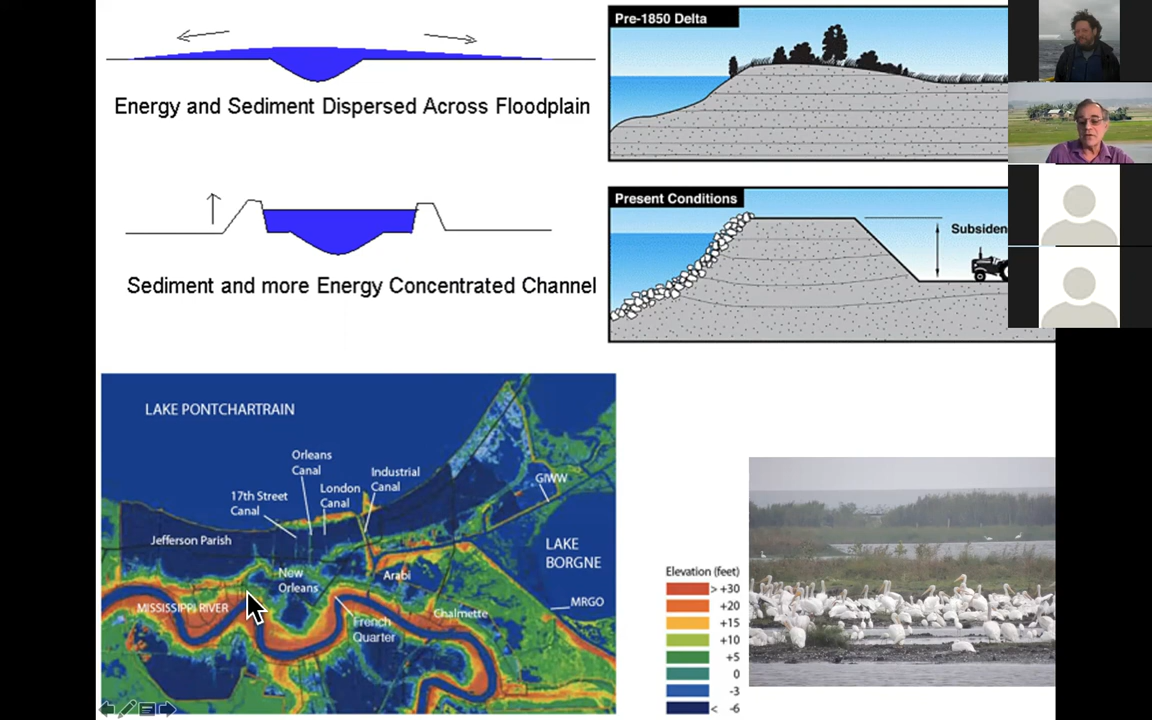 Energy and Sediment Dispersed Across Floodplain
Pre-1850 Delta
Sediment and more Energy Concentrated Channel
Present Conditions
Subsiden
LAKE PONTCHARTRAIN
Orleans
Canal
Industrial
Canal
17th Street
Canal
London
Canal
GIWW
Jefferson Parish
LAKE
BORGNE
New
Orleans
Arabi
MISSISSIPPI RIVER
French
Quarter
Chalmette
MRGO
Elevation (feet)
> +30
+20
+15
+10
+5
0
-3
< -6